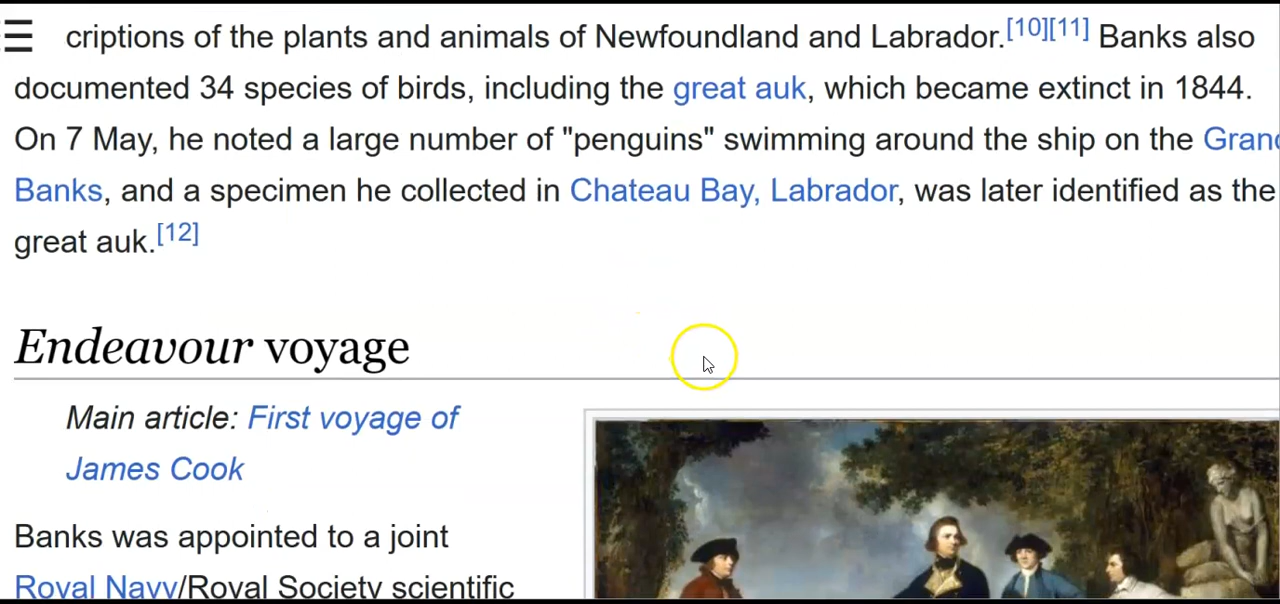 criptions of the plants and animals of Newfoundland and Labrador.[10][11] Banks also
documented 34 species of birds, including the great auk, which became extinct in 1844.
On 7 May, he noted a large number of "penguins" swimming around the ship on the Grand
Banks, and a specimen he collected in Chateau Bay, Labrador, was later identified as the
great auk.[12]
Endeavour voyage
Main article: First voyage of
James Cook
Banks was appointed to a joint
Royal Navy/Royal Society scientific